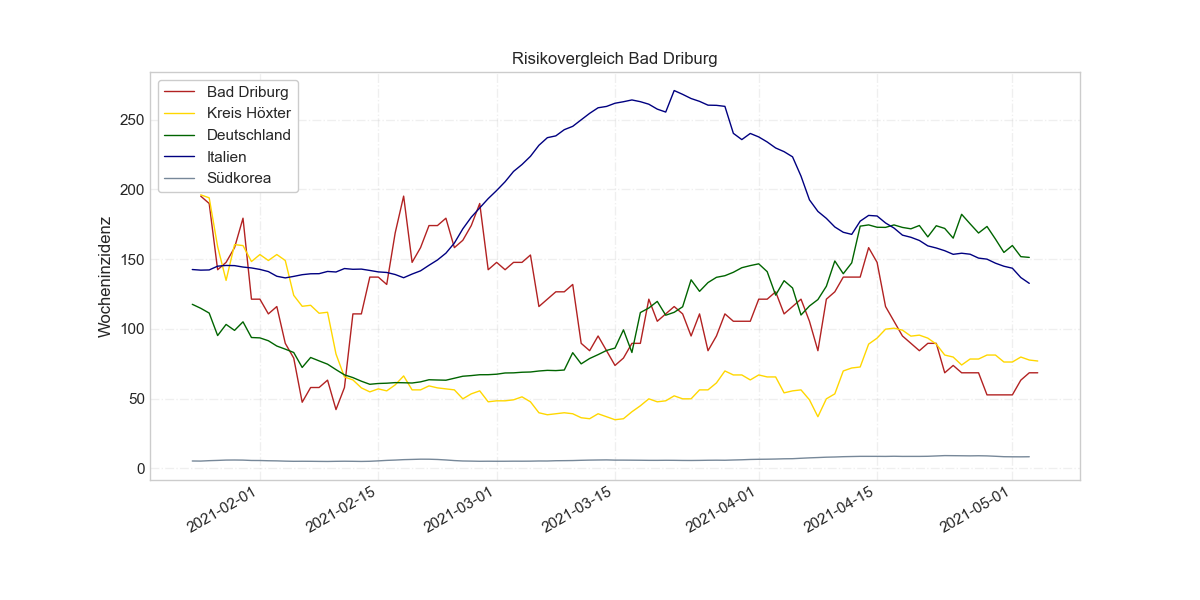 Risikovergleich Bad Driburg
Bad Driburg
Kreis Höxter
Deutschland
Italien
Südkorea
Wocheninzidenz
250
200
150
100
50
0
2021-02-01
2021-02-15
2021-03-01
2021-03-15
2021-04-01
2021-04-15
2021-05-01